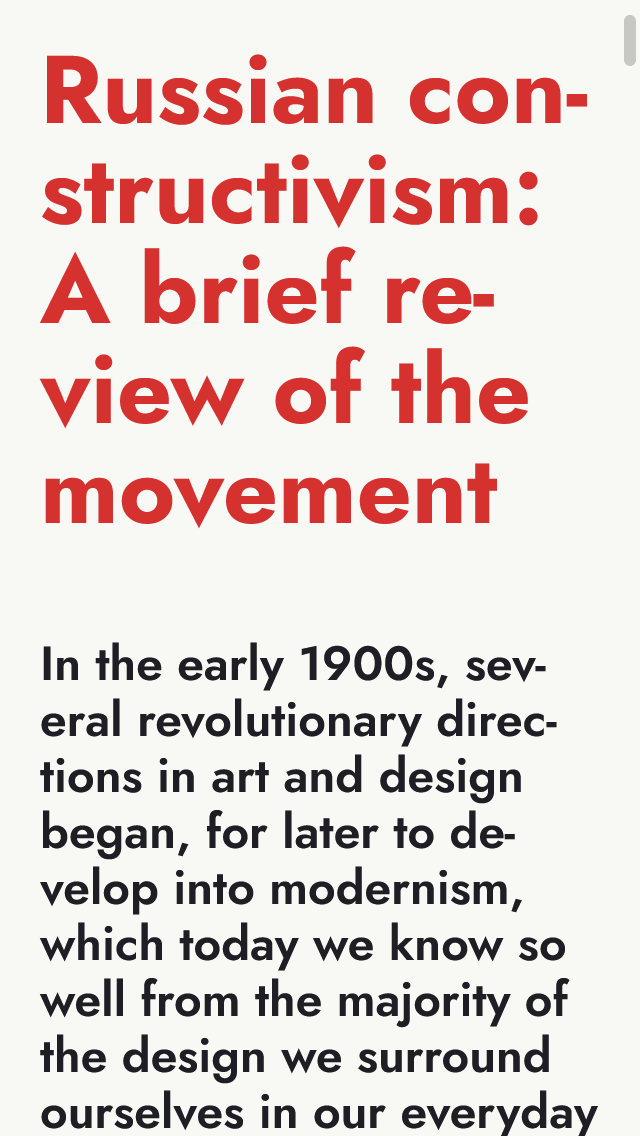 Russian con-
structivism:
A brief re-
view of the
movement
In the early 1900s, sev-
eral revolutionary direc-
tions in art and design
began, for later to de-
velop into modernism,
which today we know so
well from the majority of
the design we surround
ourselves in our everyday